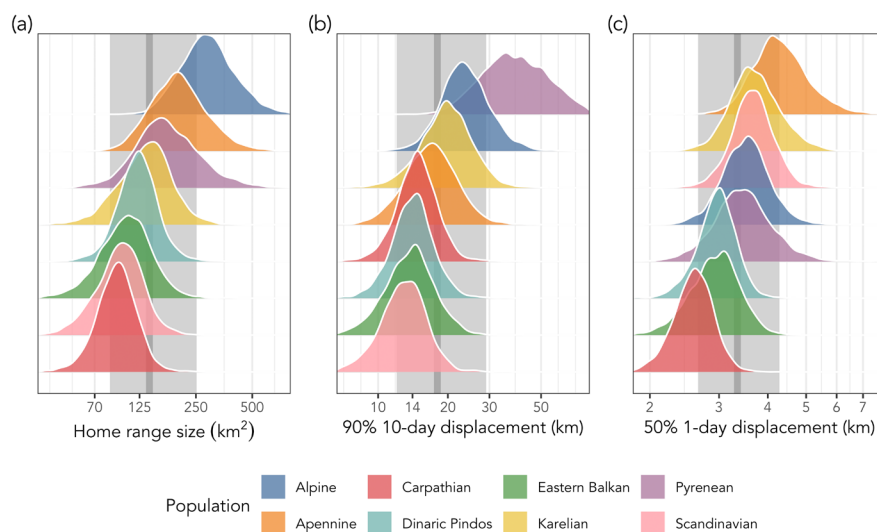 (a) (b) (c)
70 125 250 500 10 14 20 30 50 2 3 4 5 6 7
Home range size (km²) 90% 10-day displacement (km) 50% 1-day displacement (km)
Population
Alpine Carpathian Eastern Balkan Pyrenean
Apennine Dinaric Pindos Karelian Scandinavian